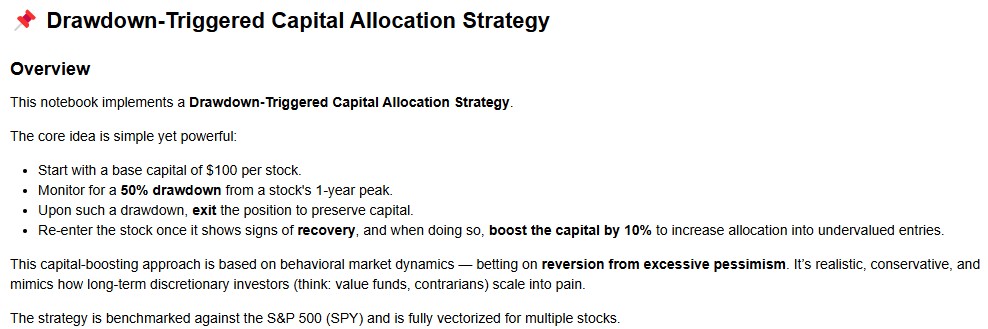 📌 Drawdown-Triggered Capital Allocation Strategy
Overview
This notebook implements a Drawdown-Triggered Capital Allocation Strategy.
The core idea is simple yet powerful:
• Start with a base capital of $100 per stock.
• Monitor for a 50% drawdown from a stock's 1-year peak.
• Upon such a drawdown, exit the position to preserve capital.
• Re-enter the stock once it shows signs of recovery, and when doing so, boost the capital by 10% to increase allocation into undervalued entries.
This capital-boosting approach is based on behavioral market dynamics — betting on reversion from excessive pessimism. It's realistic, conservative, and
mimics how long-term discretionary investors (think: value funds, contrarians) scale into pain.
The strategy is benchmarked against the S&P 500 (SPY) and is fully vectorized for multiple stocks.